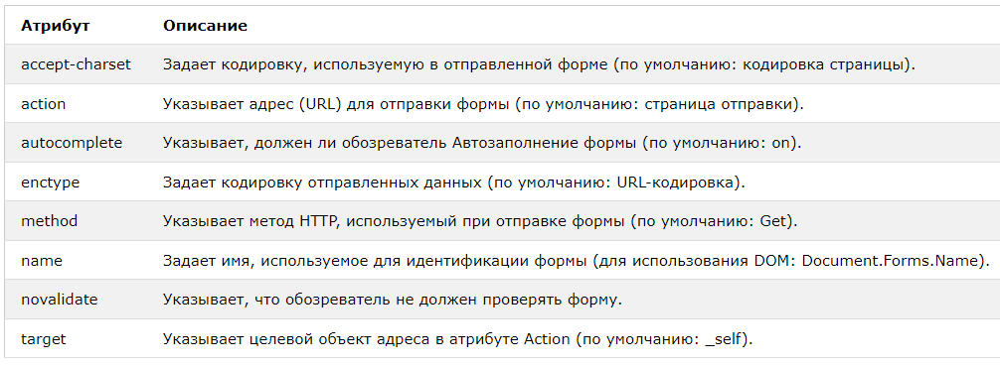 Атрибут Описание
accept-charset Задает кодировку, используемую в отправленной форме (по умолчанию: кодировка страницы).
action Указывает адрес (URL) для отправки формы (по умолчанию: страница отправки).
autocomplete Указывает, должен ли обозреватель Автозаполнение формы (по умолчанию: on).
enctype Задает кодировку отправленных данных (по умолчанию: URL-кодировка).
method Указывает метод HTTP, используемый при отправке формы (по умолчанию: Get).
name Задает имя, используемое для идентификации формы (для использования DOM: Document.Forms.Name).
novalidate Указывает, что обозреватель не должен проверять форму.
target Указывает целевой объект адреса в атрибуте Action (по умолчанию: _self).